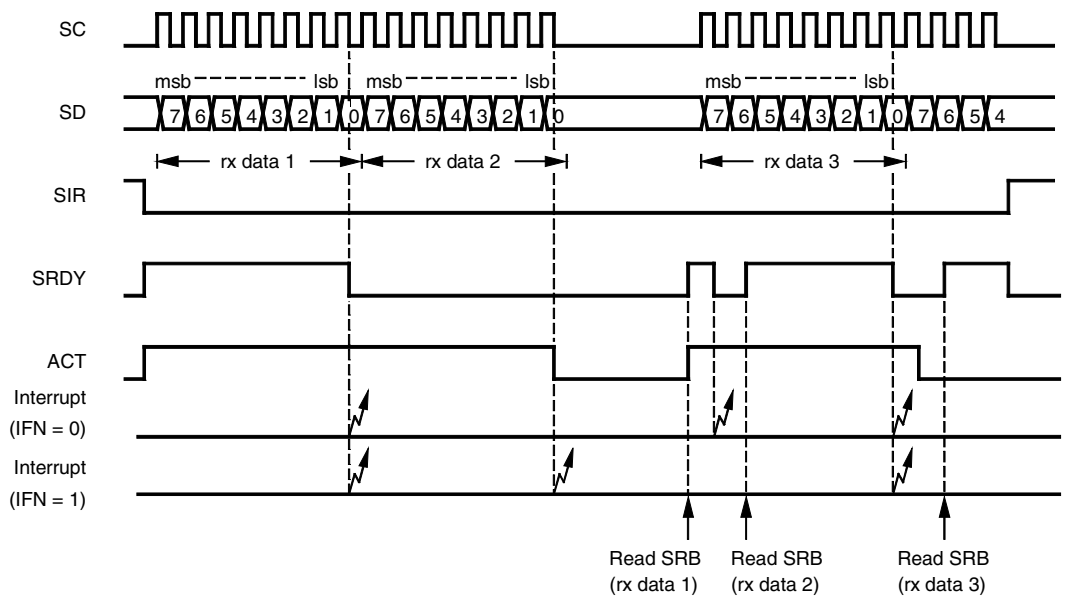 SC
msb lsb msb lsb msb lsb
SD 7 6 5 4 3 2 1 0 7 6 5 4 3 2 1 0 7 6 5 4 3 2 1 0 7 6 5 4
rx data 1 rx data 2 rx data 3
SIR
SRDY
ACT
Interrupt
(IFN = 0)
Interrupt
(IFN = 1)
Read SRB
(rx data 1)
Read SRB
(rx data 2)
Read SRB
(rx data 3)